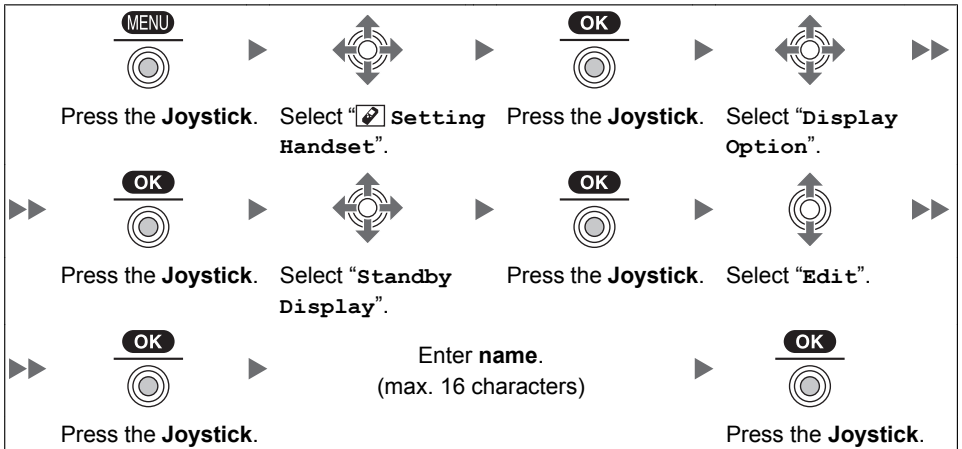 MENU OK
Press the Joystick. Select “Setting Press the Joystick. Select “Display
Handset”. Option”.
OK OK
Press the Joystick. Select “Standby Press the Joystick. Select “Edit”.
Display”.
OK Enter name. OK
(max. 16 characters)
Press the Joystick. Press the Joystick.